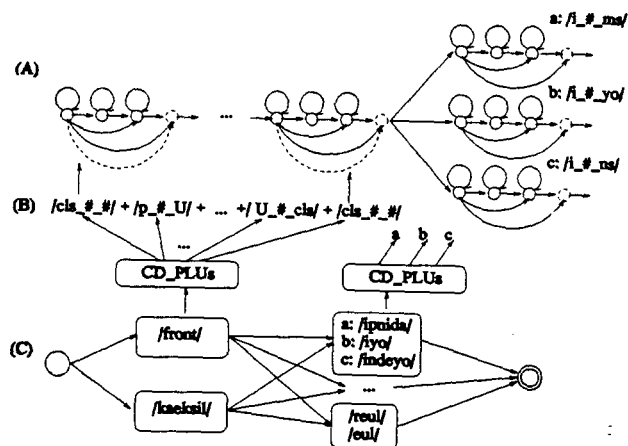 a: /i_#_ms/
(A)
...
b: /i_#_yo/
c: /i_#_ns/
(B) /cls_#_#/ + /p_#_U/ + ... +/ U_#_cls/ + /cls_#_#/
...
a b c
CD_PLUs
CD_PLUs
(C)
/front/
a: /ipnida/
b: /iyo/
c: /indeyo/
...
/kaeksil/
/reul/
/eul/